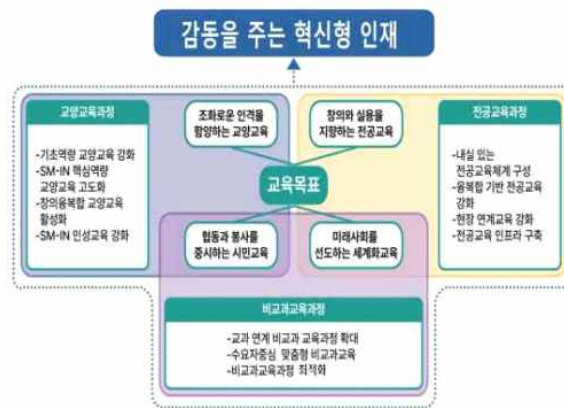 감동을 주는 혁신형 인재
교양교육과정
-기초역량 교양교육 강화
-SM-IN 핵심역량
교양교육 고도화
-창의융복합 교양교육
활성화
-SM-IN 인성교육 강화
조화로운 인격을
함양하는 교양교육
창의와 실용을
지향하는 전공교육
교육목표
협동과 봉사를
중시하는 시민교육
미래사회를
선도하는 세계화교육
전공교육과정
-내실 있는
전공교육체계 구성
-융복합 기반 전공교육
강화
-현장 연계교육 강화
-전공교육 인프라 구축
비교과교육과정
-교과 연계 비교과 교육과정 확대
-수요자중심 맞춤형 비교과교육
-비교과교육과정 최적화